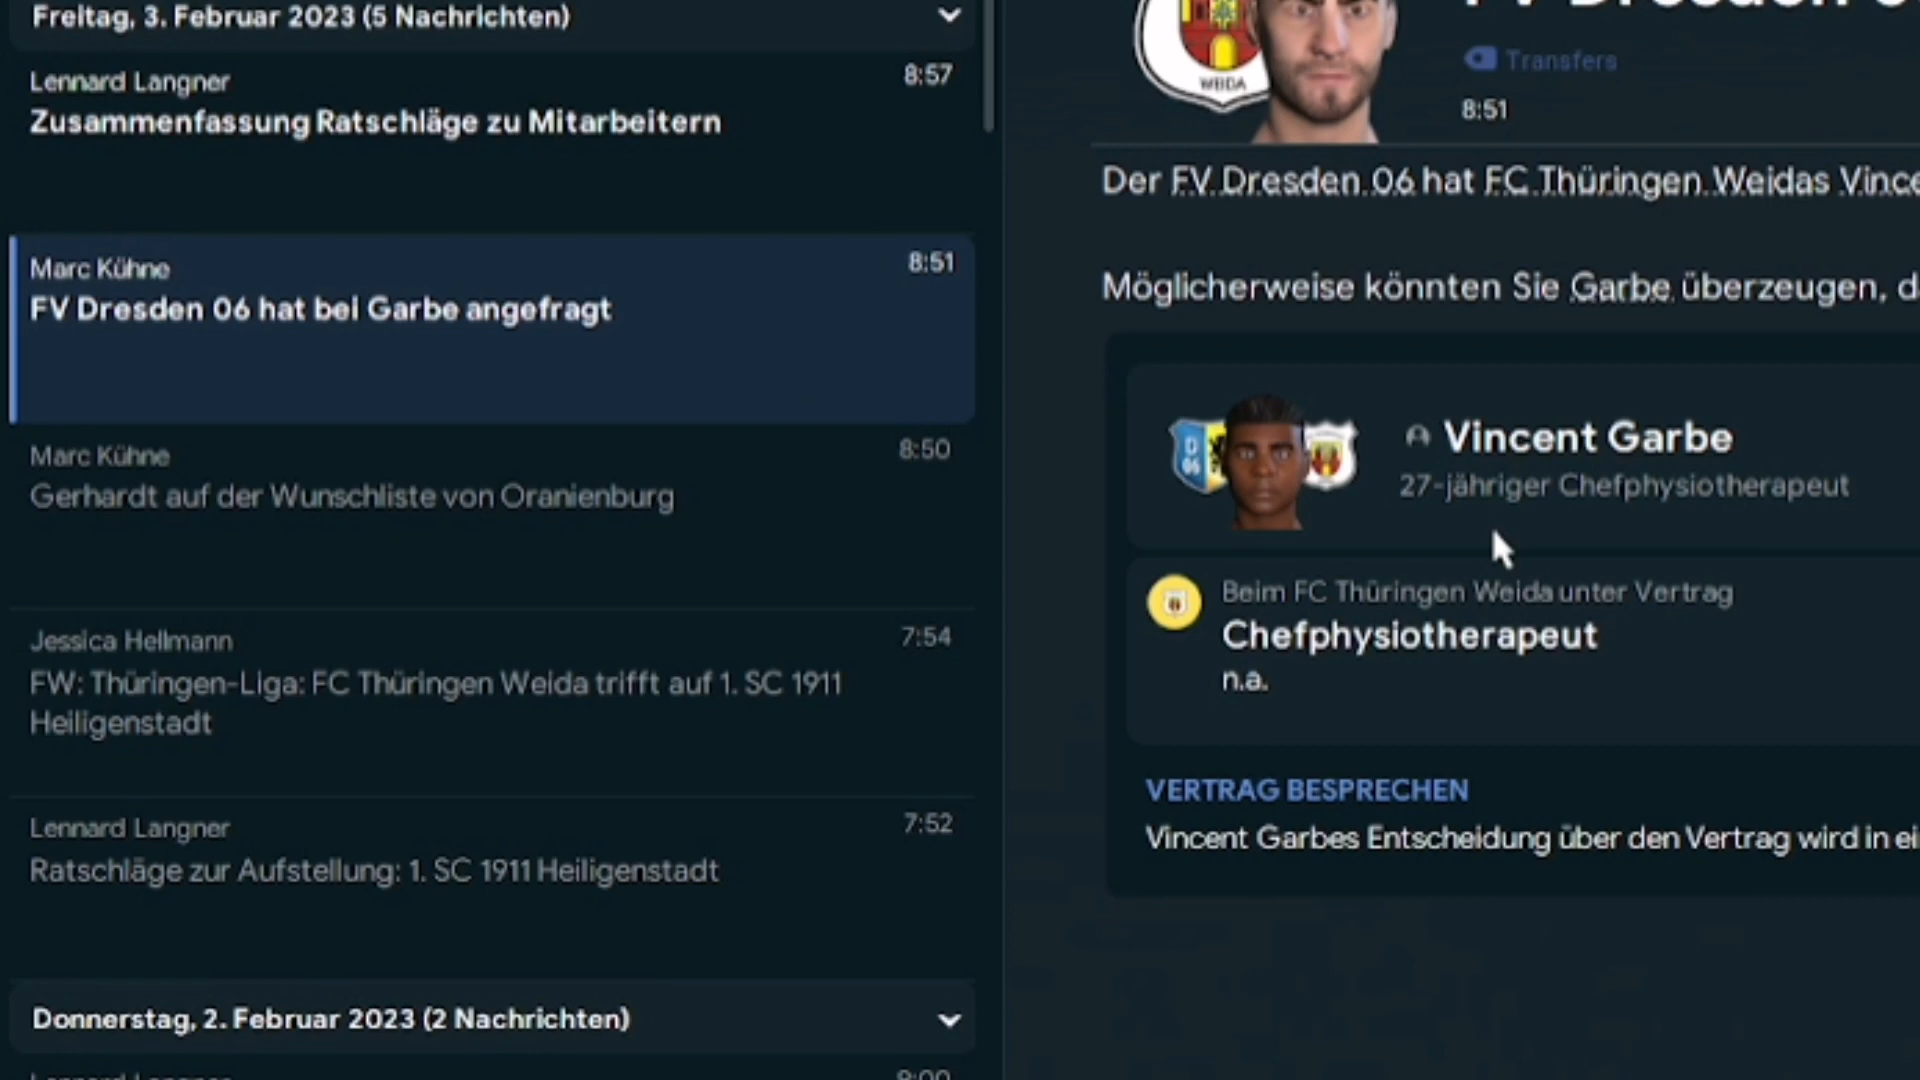 Freitag, 3. Februar 2023 (5 Nachrichten)
Lennard Langner
8:57
Zusammenfassung Ratschläge zu Mitarbeitern
Marc Kühne
8:51
FV Dresden 06 hat bei Garbe angefragt
Marc Kühne
8:50
Gerhardt auf der Wunschliste von Oranienburg
Jessica Hellmann
7:54
FW: Thüringen-Liga: FC Thüringen Weida trifft auf 1. SC 1911
Heiligenstadt
Lennard Langner
7:52
Ratschläge zur Aufstellung: 1. SC 1911 Heiligenstadt
Donnerstag, 2. Februar 2023 (2 Nachrichten)
WBDA
Transfers
8:51
Der FV Dresden 06 hat FC Thüringen Weidas Vince
Möglicherweise könnten Sie Garbe überzeugen, d
D
06
Vincent Garbe
27-jähriger Chefphysiotherapeut
Beim FC Thüringen Weida unter Vertrag
Chefphysiotherapeut
n.a.
VERTRAG BESPRECHEN
Vincent Garbes Entscheidung über den Vertrag wird in ei